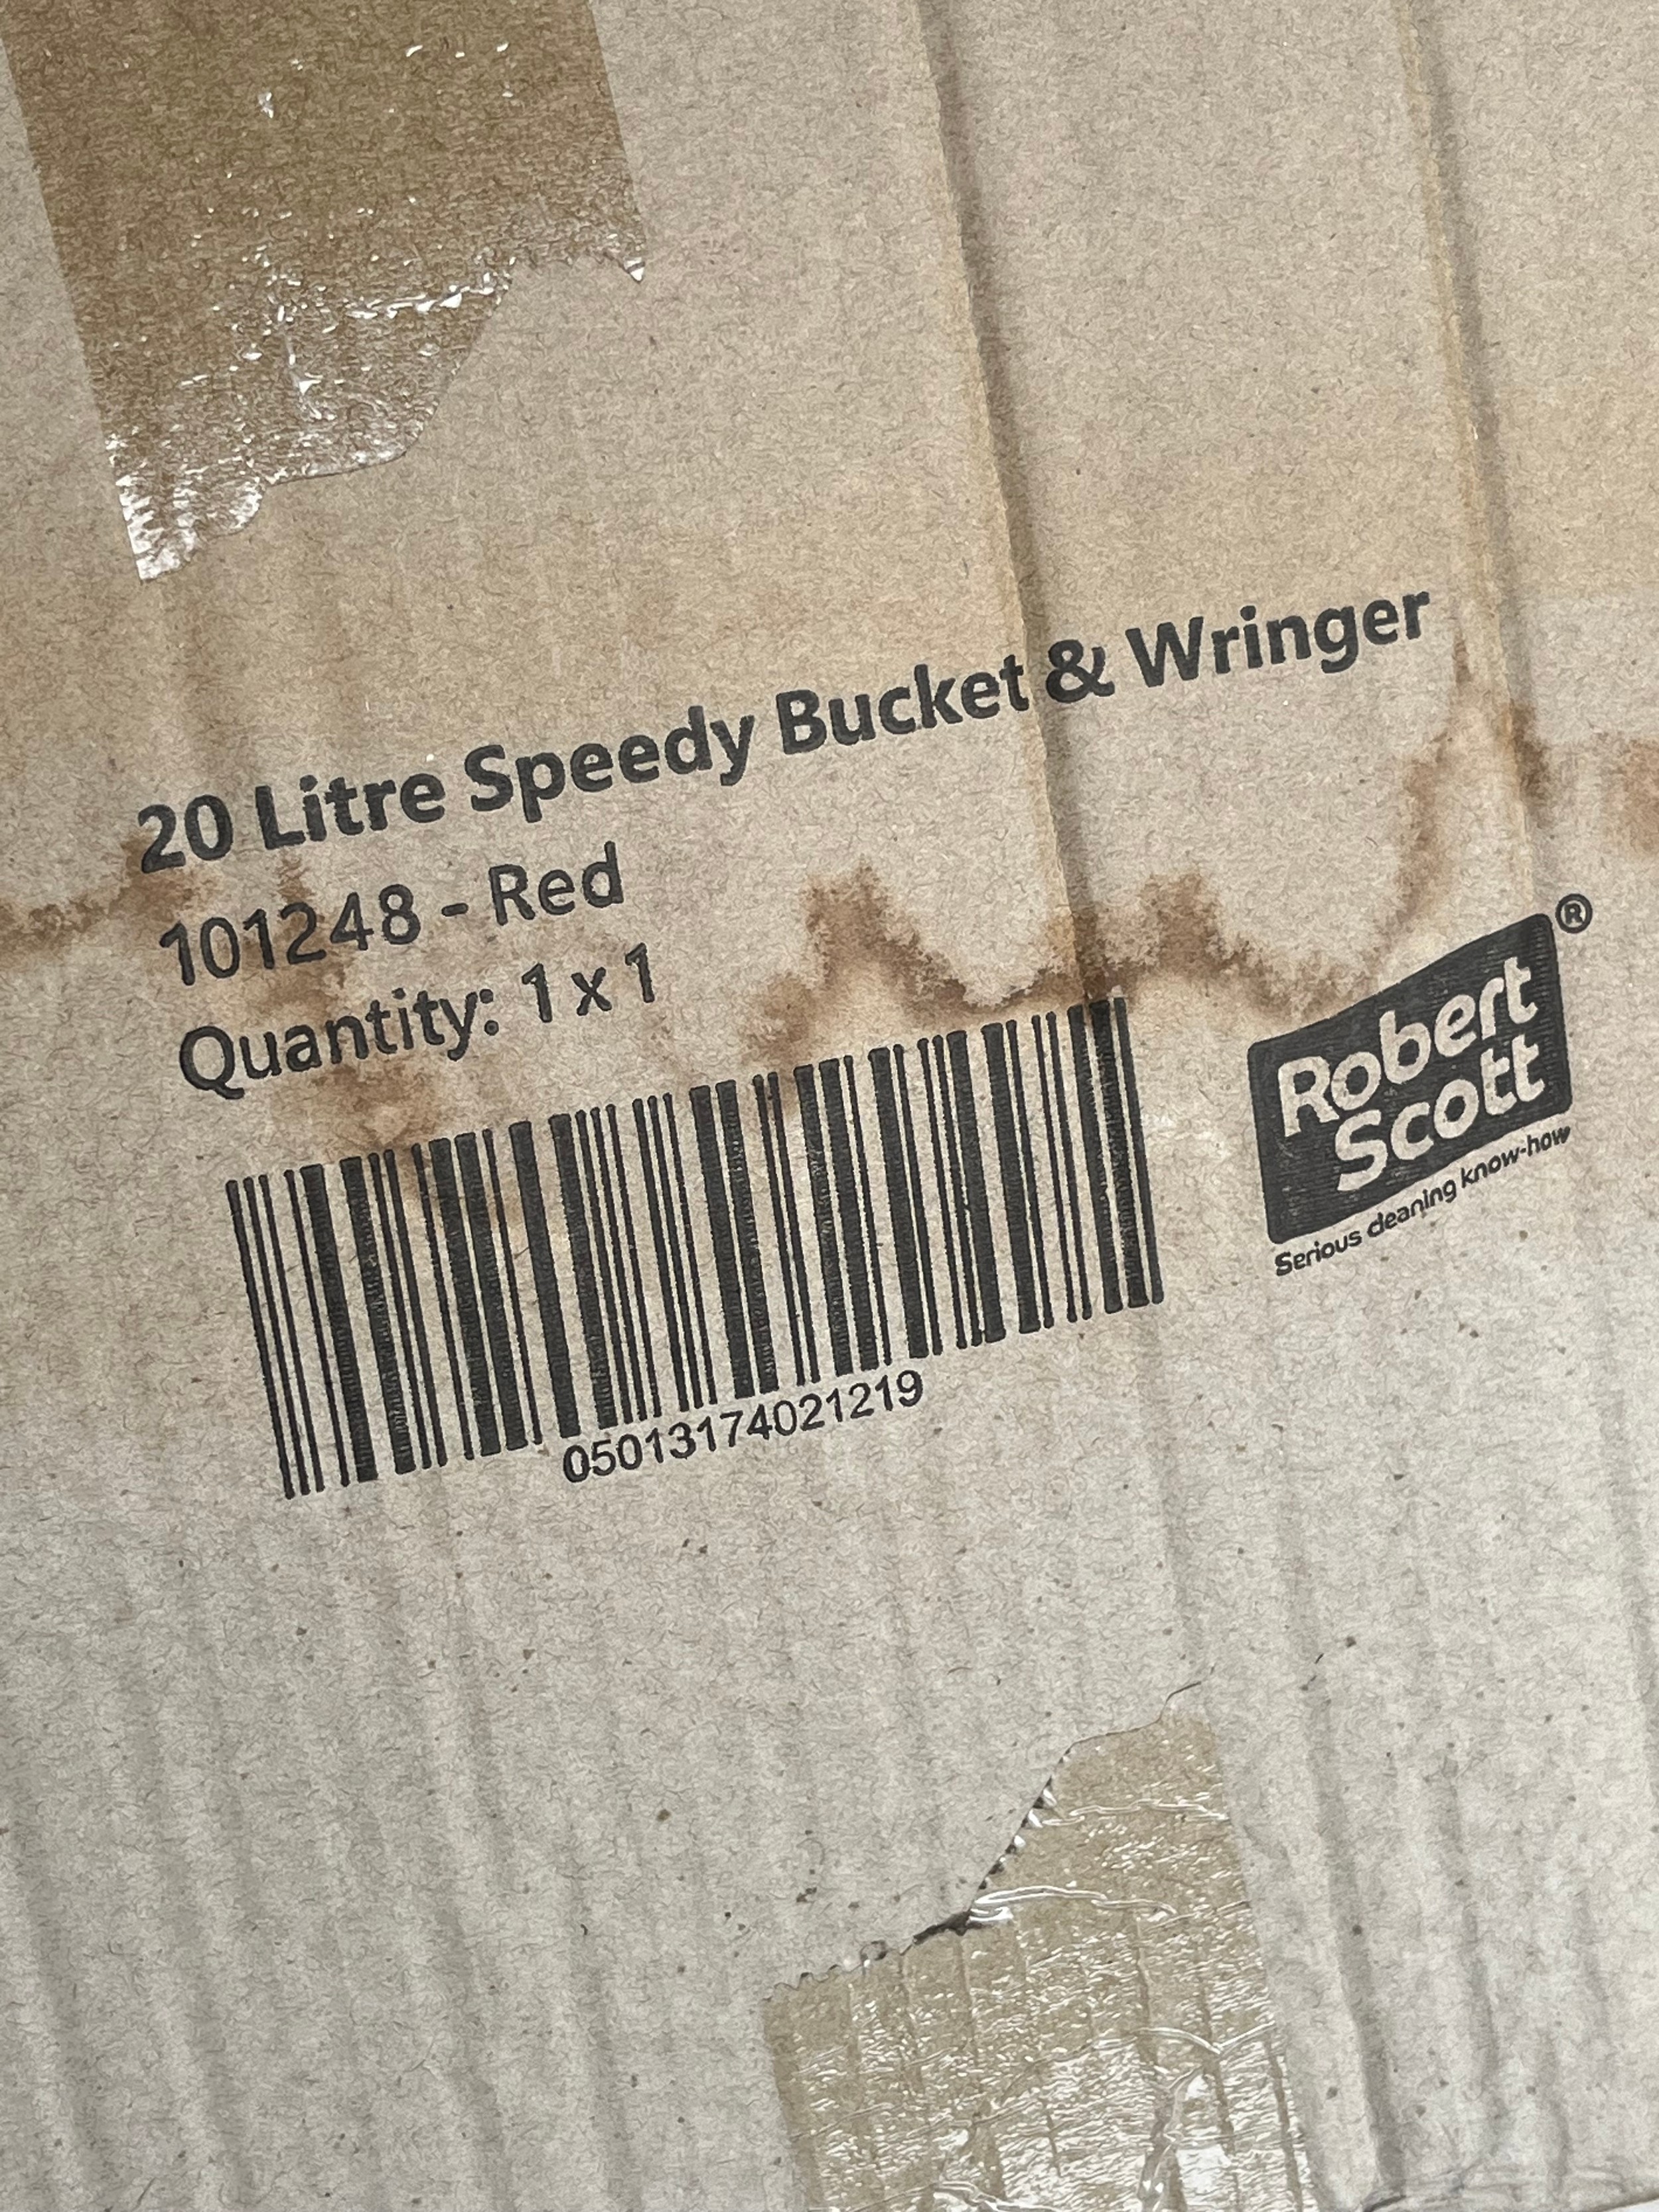 20 Litre Speedy Bucket & Wringer
101248 - Red
Quantity: 1 x 1
05013174021219
Robert
Scott®
Serious cleaning know-how